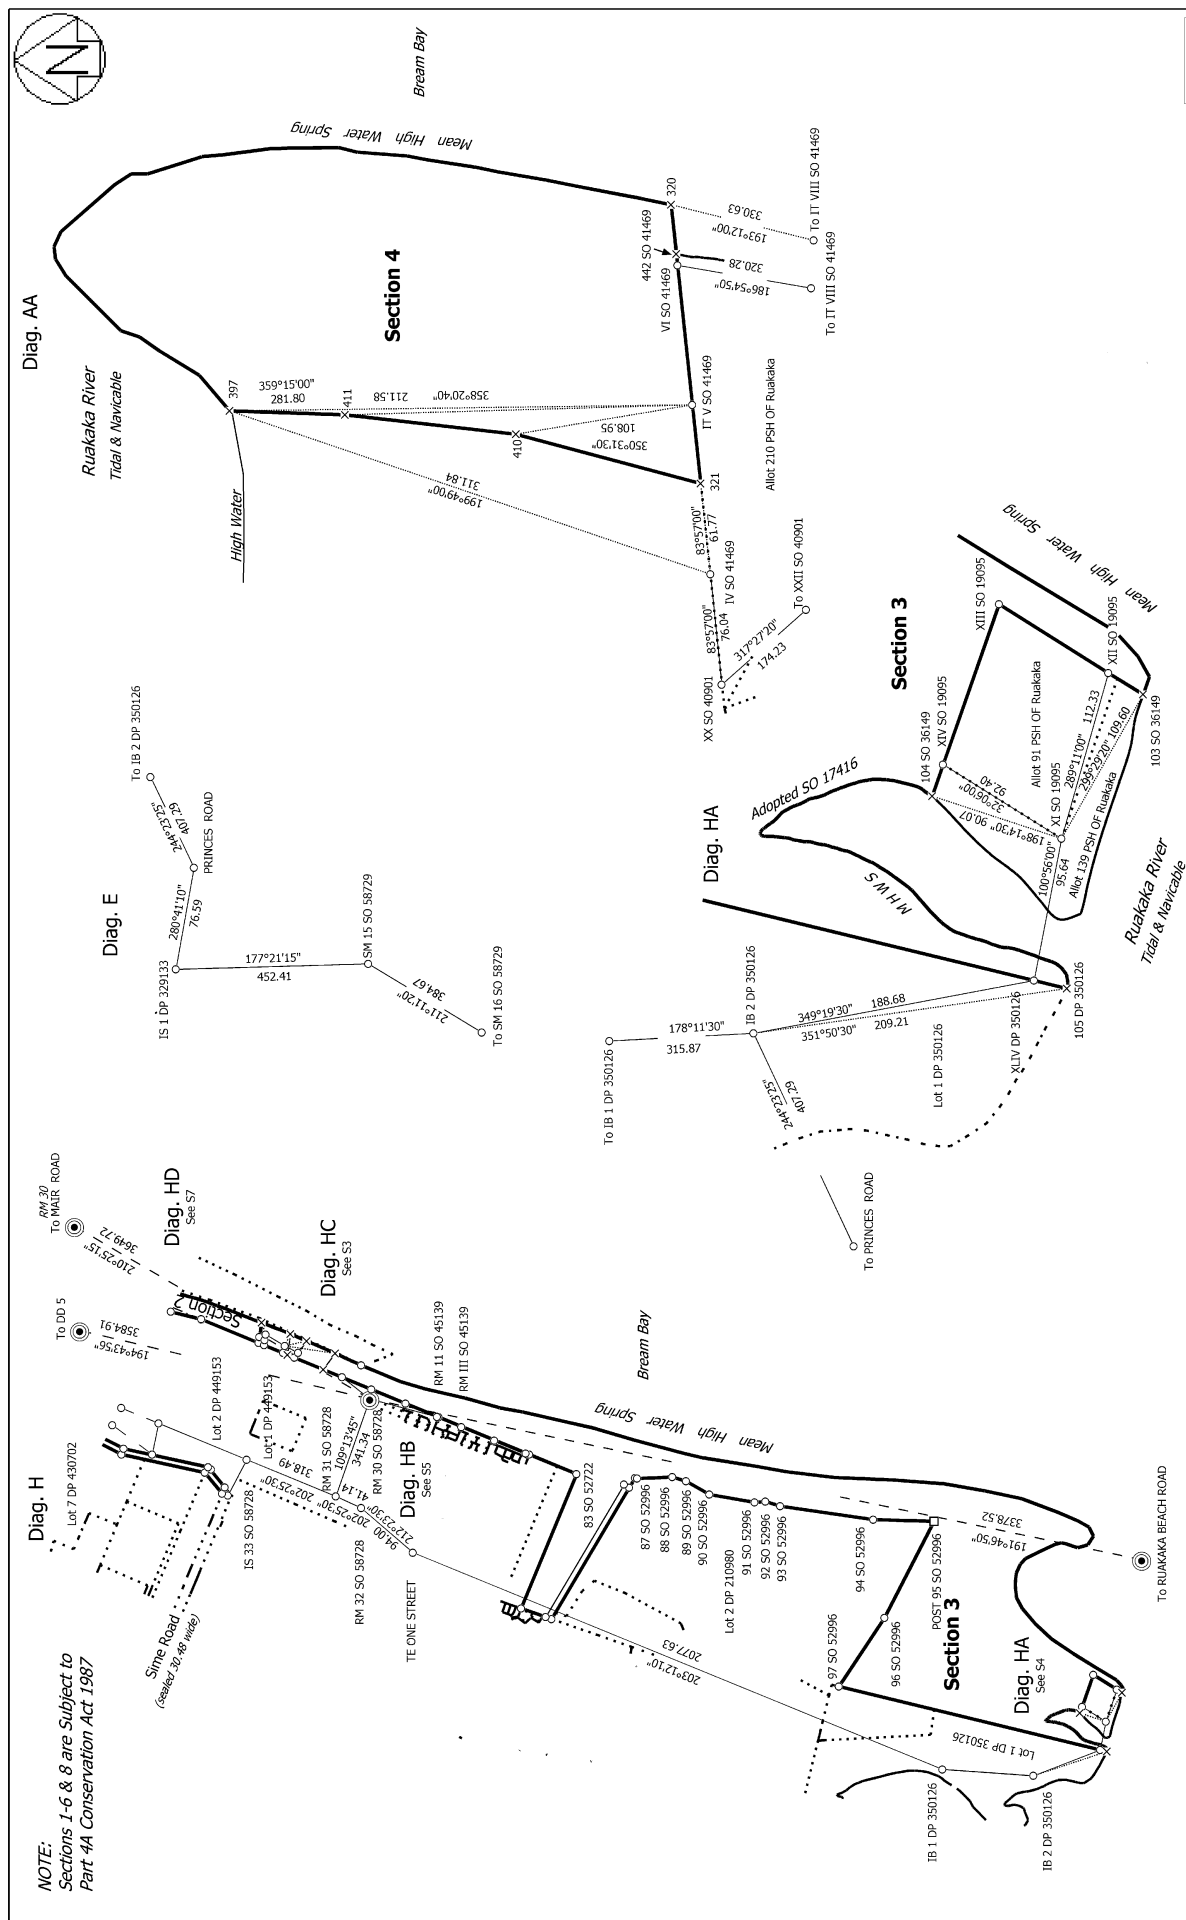 NOTE:
Sections 1-6 & 8 are Subject to
Part 4A Conservation Act 1987
Diag. H
Lot 7 DP 430702
Sime Road
(sealed 30.48 wide)
IS 33 SO 58728
Lot 2 DP 449153
Lot 1 DP 449153
To DD 5
194°43'56"
3584.91
RM 30
To MAIR ROAD
210°25'15"
3649.72
Diag. HD
See S7
Section 2
Diag. HC
See S3
202°25'30"
318.49
RM 31 SO 58728
109°13'45"
341.34
RM 30 SO 58728
202°25'30"
41.14
RM 32 SO 58728
212°23'30"
94.00
TE ONE STREET
Diag. HB
See S5
RM 11 SO 45139
RM III SO 45139
Bream Bay
Mean High Water
Spring
83 SO 52722
87 SO 52996
88 SO 52996
89 SO 52996
90 SO 52996
Lot 2 DP 210980
91 SO 52996
92 SO 52996
93 SO 52996
94 SO 52996
POST 95 SO 52996
96 SO 52996
97 SO 52996
203°12'10"
2077.63
Section 3
Diag. HA
See S4
Lot 1 DP 350126
IB 1 DP 350126
IB 2 DP 350126
191°46'50"
3378.52
To RUAKAKA BEACH ROAD
Diag. E
To IB 2 DP 350126
244°23'25"
407.29
PRINCES ROAD
280°41'10"
76.59
IS 1 DP 329133
177°21'15"
452.41
SM 15 SO 58729
211°11'20"
384.67
To SM 16 SO 58729
Diag. HA
Adopted SO 17416
MHWS
To IB 1 DP 350126
178°11'30"
315.87
IB 2 DP 350126
244°23'25"
407.29
To PRINCES ROAD
349°19'30"
188.68
351°50'30"
209.21
Lot 1 DP 350126
XLIV DP 350126
105 DP 350126
100°56'00"
95.64
XI SO 19095
Allot 139 PSH OF Ruakaka
Ruakaka River
Tidal & Navicable
104 SO 36149
XIV SO 19095
198°14'30"
90.07
32°06'00"
92.40
Section 3
Allot 91 PSH OF Ruakaka
XIII SO 19095
XII SO 19095
289°11'00"
112.33
299°29'20"
109.60
103 SO 36149
Mean High Water
Spring
Diag. AA
Ruakaka River
Tidal & Navicable
High Water
397
359°15'00"
281.80
411
211.58
358°20'40"
410
108.95
350°31'30"
199°49'00"
311.84
Section 4
Mean High Water
Spring
Bream Bay
320
442 SO 41469
VI SO 41469
193°12'00"
330.63
To IT VIII SO 41469
186°54'50"
320.28
To IT VIII SO 41469
IT V SO 41469
321
Allot 210 PSH OF Ruakaka
83°57'00"
61.77
IV SO 41469
83°57'00"
76.04
XX SO 40901
317°27'20"
174.23
To XXII SO 40901
N